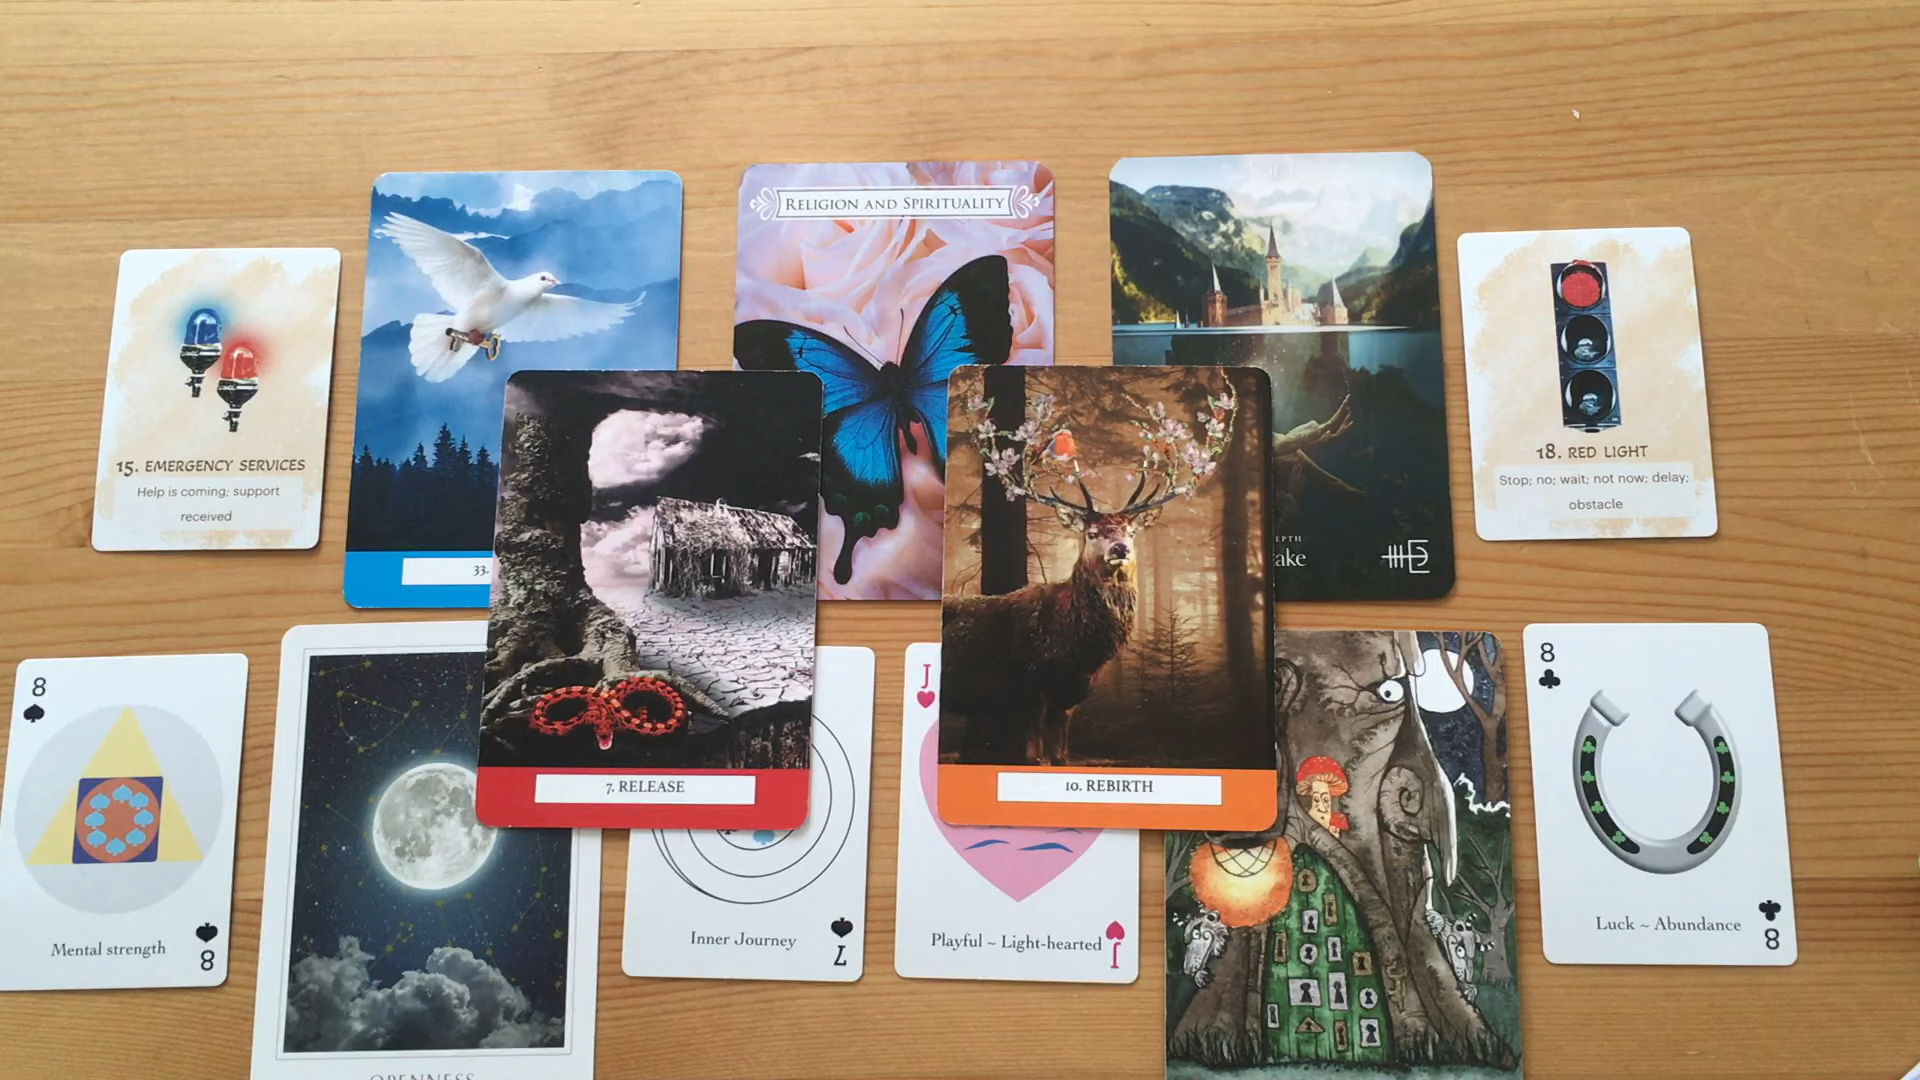 RELIGION AND SPIRITUALITY
15. EMERGENCY SERVICES
Help is coming; support
received
33.
18. RED LIGHT
Stop; no; wait; not now; delay;
obstacle
7. RELEASE
10. REBIRTH
8
Mental strength
8
OPENNESS
Inner Journey
7
J
Playful ~ Light-hearted
J
8
Luck ~ Abundance
8